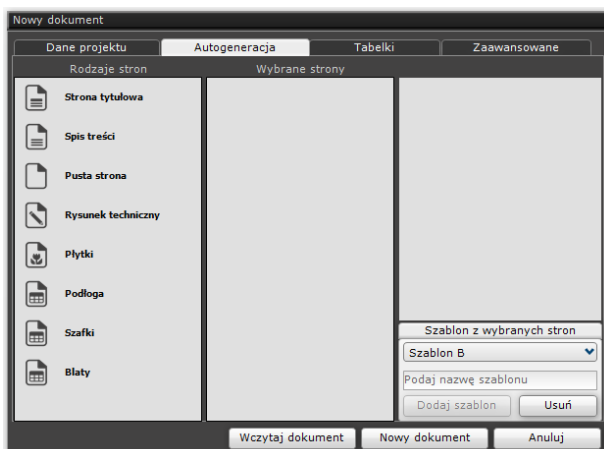 Nowy dokument
Dane projektu Autogeneracja Tabelki Zaawansowane
Rodzaje stron Wybrane strony
Strona tytułowa
Spis treści
Pusta strona
Rysunek techniczny
Płytki
Podłoga
Szafki
Blaty
Szablon z wybranych stron
Szablon B
Podaj nazwę szablonu
Dodaj szablon Usuń
Wczytaj dokument Nowy dokument Anuluj